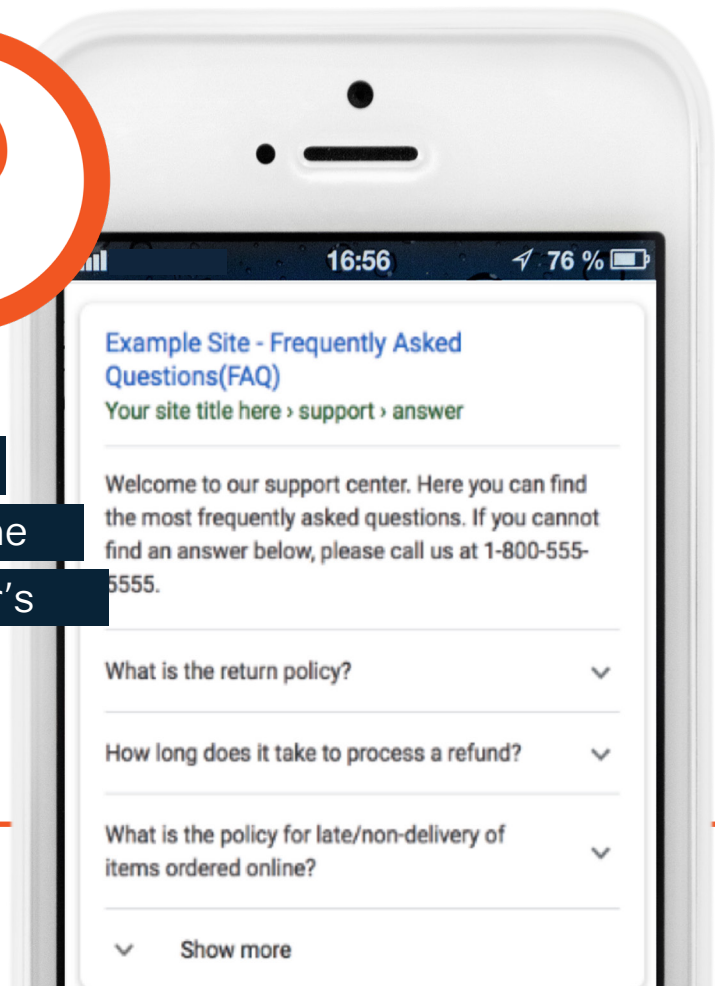 16:56
76 %
Example Site - Frequently Asked
Questions(FAQ)
Your site title here › support › answer
Welcome to our support center. Here you can find
the most frequently asked questions. If you cannot
find an answer below, please call us at 1-800-555-
5555.
ne
r’s
What is the return policy?
How long does it take to process a refund?
What is the policy for late/non-delivery of
items ordered online?
Show more